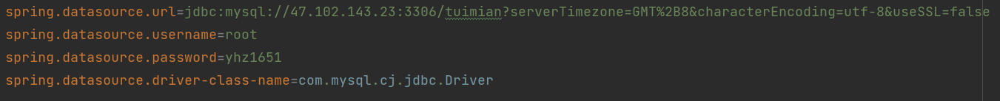 spring.datasource.url=jdbc:mysql://47.102.143.23:3306/tuimian?serverTimezone=GMT%2B8&characterEncoding=utf-8&useSSL=false
spring.datasource.username=root
spring.datasource.password=yhz1651
spring.datasource.driver-class-name=com.mysql.cj.jdbc.Driver